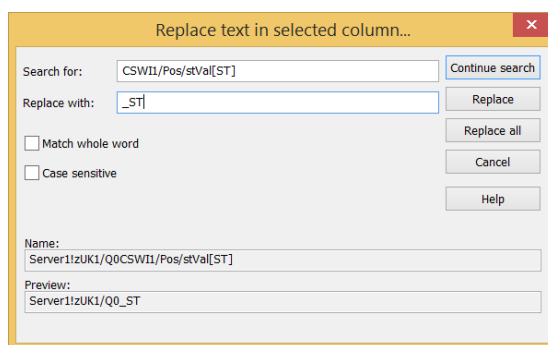 Replace text in selected column...
Search for: CSWI1/Pos/stVal[ST] Continue search
Replace with: _ST Replace
Match whole word Replace all
Case sensitive Cancel
Help
Name:
Server1!zUK1/Q0CSWI1/Pos/stVal[ST]
Preview:
Server1!zUK1/Q0_ST